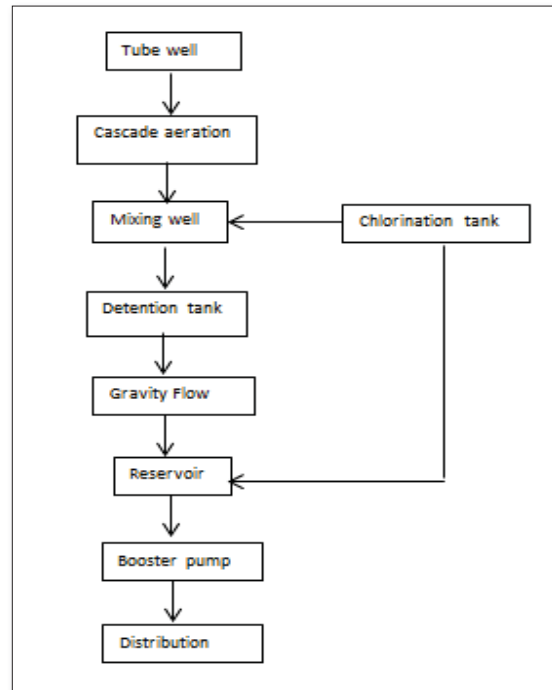 Tube well
Cascade aeration
Mixing well
Chlorination tank
Detention tank
Gravity Flow
Reservoir
Booster pump
Distribution